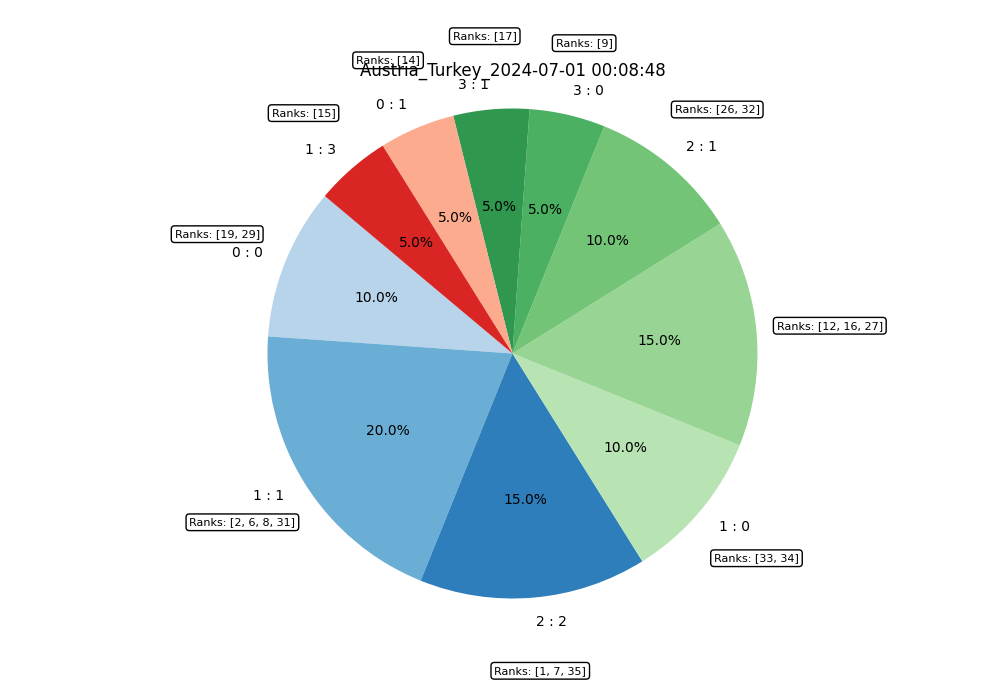 Ranks: [17]
Ranks: [9]
Ranks: [14]
Austria_Turkey_2024-07-01 00:08:48
3 : 1
3 : 0
0 : 1
Ranks: [26, 32]
Ranks: [15]
2 : 1
1 : 3
5.0%
5.0%
5.0%
Ranks: [19, 29]
10.0%
5.0%
0 : 0
10.0%
Ranks: [12, 16, 27]
15.0%
20.0%
10.0%
1 : 1
15.0%
Ranks: [2, 6, 8, 31]
1 : 0
Ranks: [33, 34]
2 : 2
Ranks: [1, 7, 35]